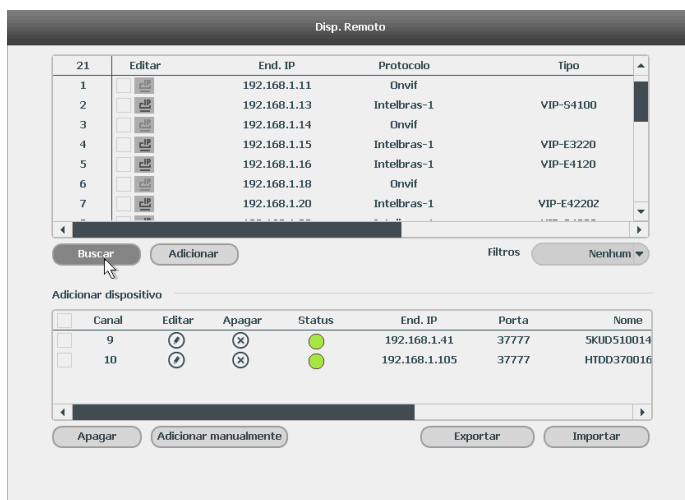 Disp. Remoto
21 Editar End. IP Protocolo Tipo
1 192.168.1.11 Onvif
2 192.168.1.13 Intelbras-1 VIP-S4100
3 192.168.1.14 Onvif
4 192.168.1.15 Intelbras-1 VIP-E3220
5 192.168.1.16 Intelbras-1 VIP-E4120
6 192.168.1.18 Onvif
7 192.168.1.20 Intelbras-1 VIP-E4220Z
Buscar Adicionar Filtros Nenhum
Adicionar dispositivo
Canal Editar Apagar Status End. IP Porta Nome
9 192.168.1.41 37777 5KUD510014
10 192.168.1.105 37777 HTDD370016
Apagar Adicionar manualmente Exportar Importar